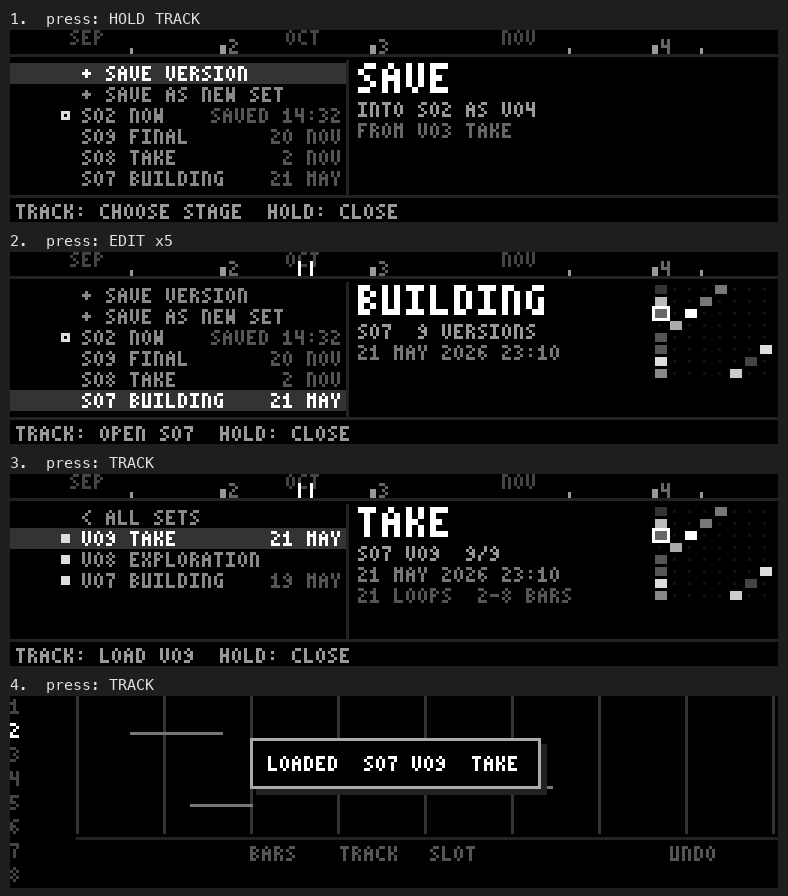 1.  press: HOLD TRACK
SEP OCT NOV
2 3 4
+ SAVE VERSION
+ SAVE AS NEW SET
S02 NOW SAVED 14:32
S09 FINAL 20 NOV
S08 TAKE 2 NOV
S07 BUILDING 21 MAY
SAVE
INTO S02 AS V04
FROM V03 TAKE
TRACK: CHOOSE STAGE HOLD: CLOSE
2.  press: EDIT x5
SEP OCT NOV
2 3 4
+ SAVE VERSION
+ SAVE AS NEW SET
S02 NOW SAVED 14:32
S09 FINAL 20 NOV
S08 TAKE 2 NOV
S07 BUILDING 21 MAY
BUILDING
S07 9 VERSIONS
21 MAY 2026 23:10
TRACK: OPEN S07 HOLD: CLOSE
3.  press: TRACK
SEP OCT NOV
2 3 4
< ALL SETS
V09 TAKE 21 MAY
V08 EXPLORATION
V07 BUILDING 19 MAY
TAKE
S07 V09 9/9
21 MAY 2026 23:10
21 LOOPS 2-8 BARS
TRACK: LOAD V09 HOLD: CLOSE
4.  press: TRACK
1
2
3
4
5
6
7
8
LOADED S07 V09 TAKE
BARS TRACK SLOT UNDO